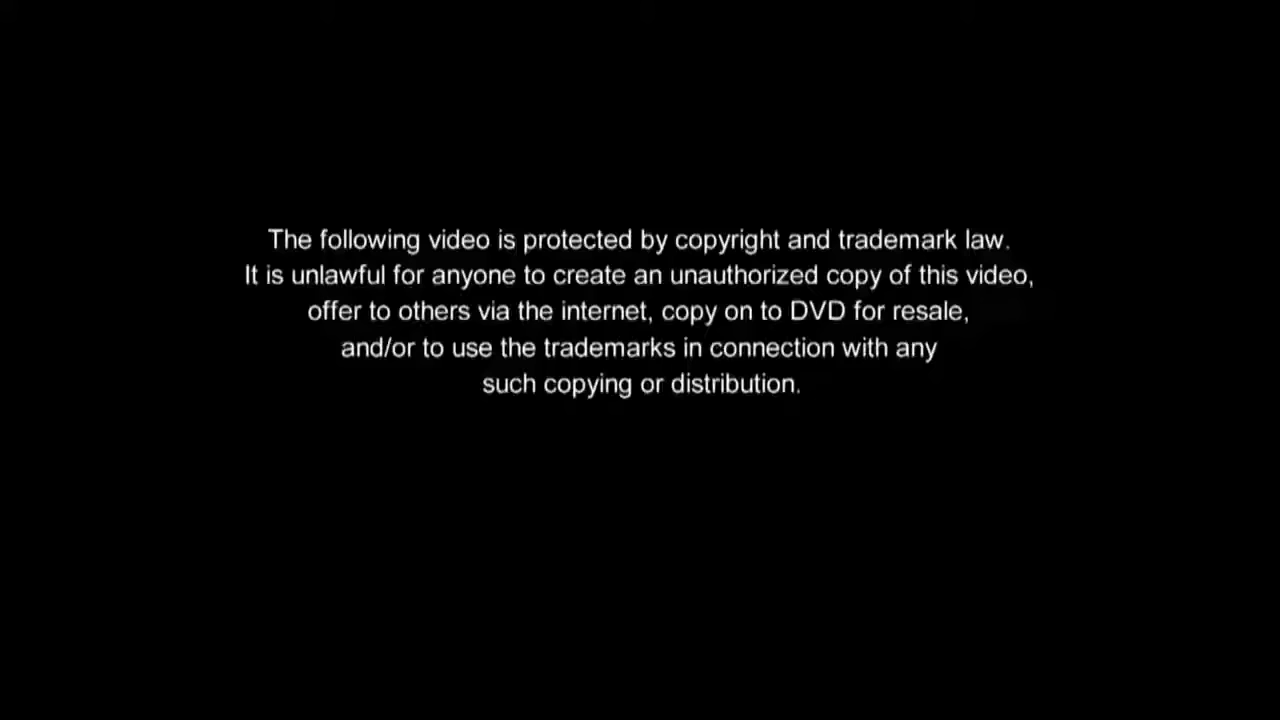 The following video is protected by copyright and trademark law.
It is unlawful for anyone to create an unauthorized copy of this video,
offer to others via the internet, copy on to DVD for resale,
and/or to use the trademarks in connection with any
such copying or distribution.